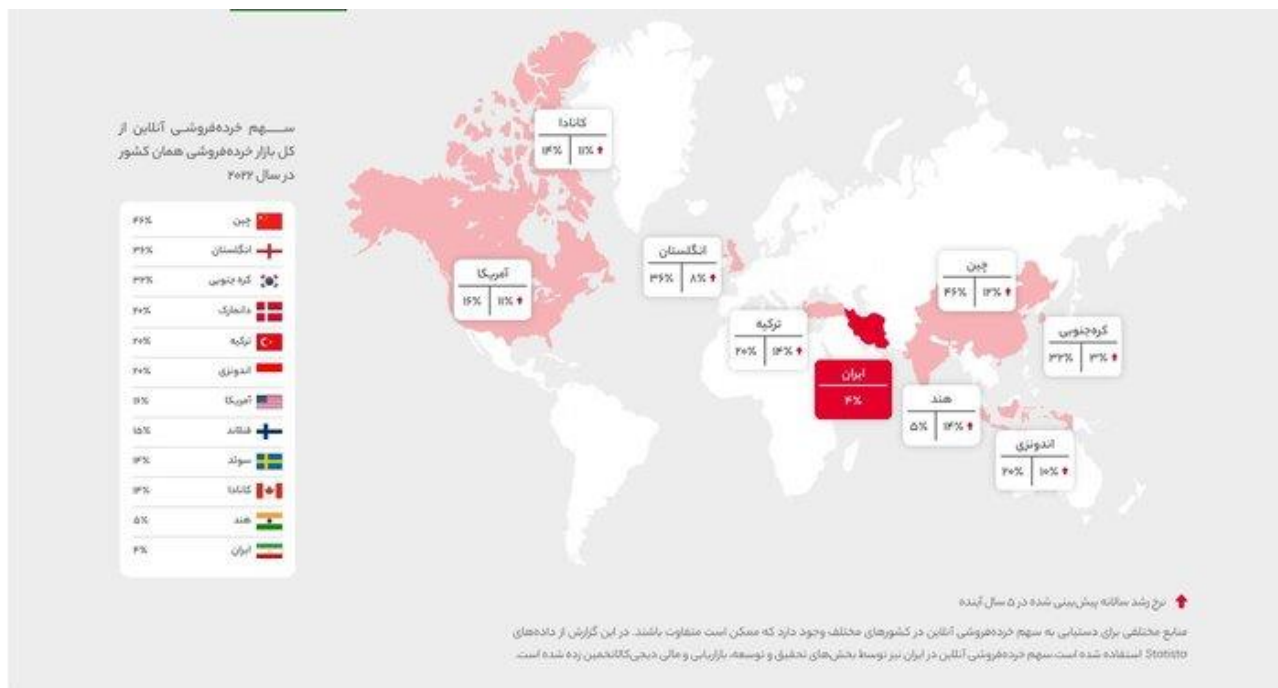 ســـــهم خرده‌فروشـی آنلاین از
کل بازار خرده‌فروشی همان کشور
در سال ۲۰۲۲
چین ۴۶%
انگلستان ۳۶%
کره جنوبی ۳۲%
دانمارک ۲۰%
ترکیه ۲۰%
اندونزی ۲۰%
آمریکا ۱۶%
فنلاند ۱۵%
سوئد ۱۴%
کانادا ۱۴%
هند ۵%
ایران ۴%
کانادا
۱۴% ۱۱%
انگلستان
۳۶% ۸%
آمریکا
۱۶% ۱۱%
چین
۴۶% ۱۲%
ترکیه
۲۰% ۱۴%
کره‌جنوبی
۳۲% ۳%
ایران
۴%
هند
۵% ۱۴%
اندونزی
۲۰% ۱۰%
نرخ رشد سالانه پیش‌بینی شده در ۵ سال آینده
منابع مختلفی برای دستیابی به سهم خرده‌فروشی آنلاین در کشورهای مختلف وجود دارد که ممکن است متفاوت باشند. در این گزارش از داده‌های
Statista استفاده شده است.سهم خرده‌فروشی آنلاین در ایران نیز توسط بخش‌های تحقیق و توسعه، بازاریابی و مالی دیجی‌کالاتخمین زده شده است.